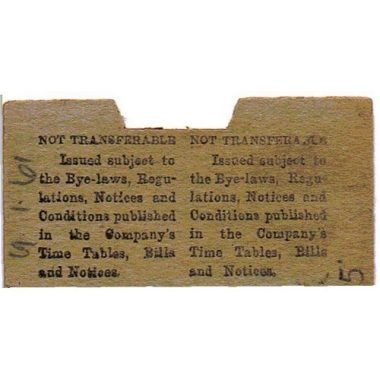 NOT TRANSFERABLE
Issued subject to
the Bye-laws, Regu-
lations, Notices and
Conditions published
in the Company's
Time Tables, Bills
and Notices.
NOT TRANSFERABLE
Issued subject to
the Bye-laws, Regu-
lations, Notices and
Conditions published
in the Company's
Time Tables, Bills
and Notices.
5